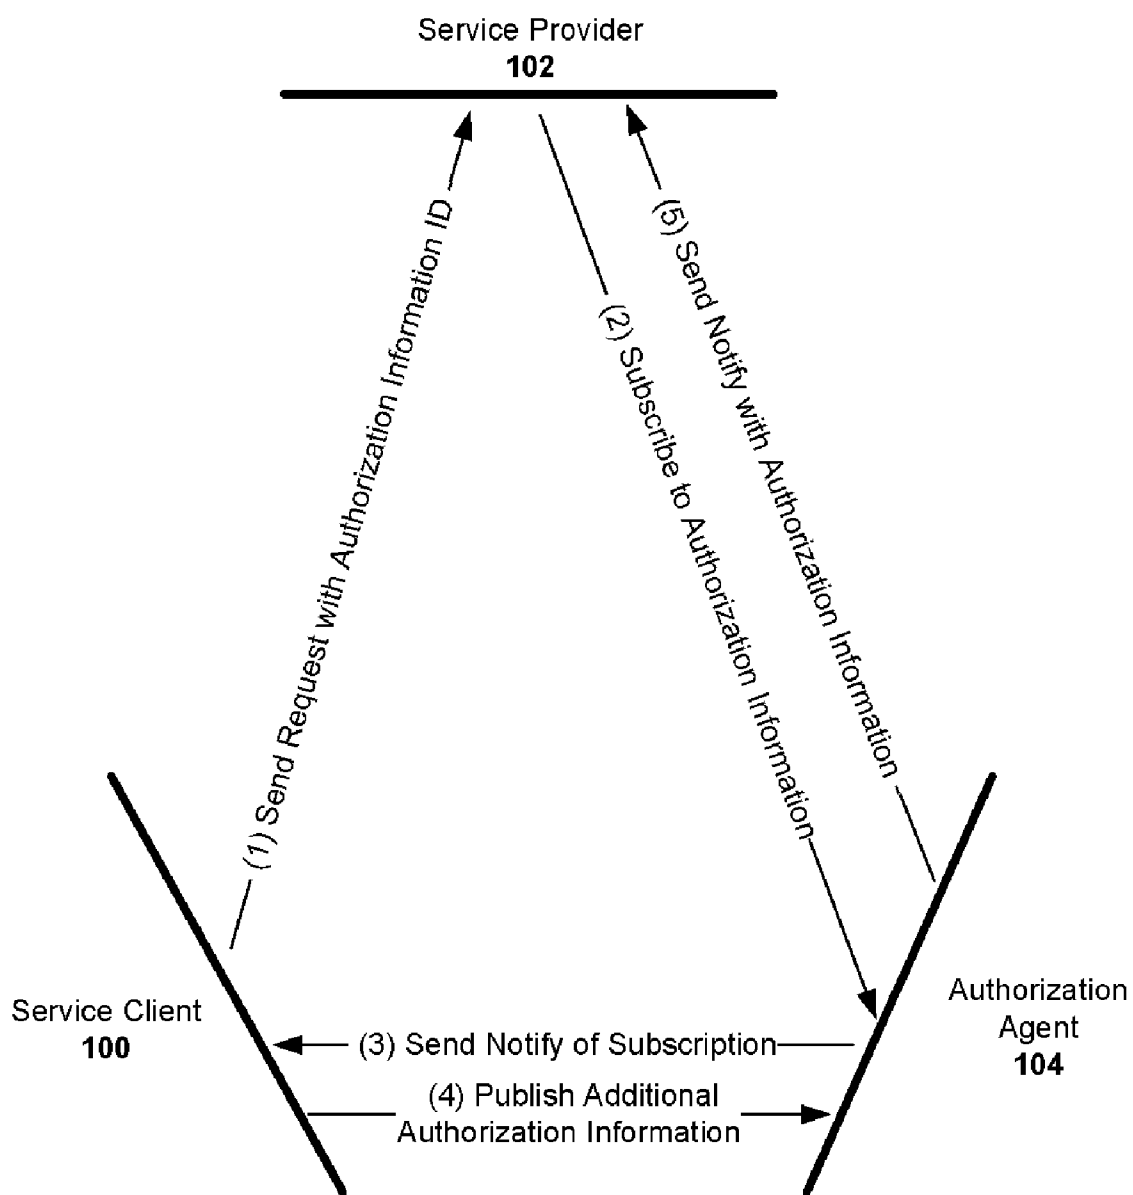 Service Provider
102
(1) Send Request with Authorization Information ID
(2) Subscribe to Authorization Information
(5) Send Notify with Authorization Information
Service Client
100
Authorization
Agent
104
(3) Send Notify of Subscription
(4) Publish Additional
Authorization Information